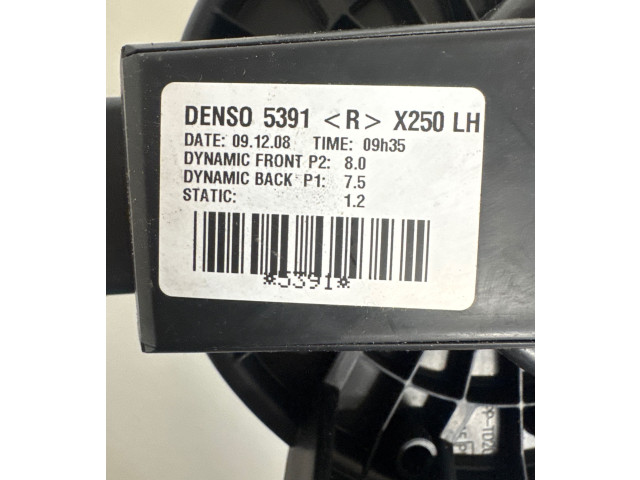 DENSO 5391 <R> X250 LH
DATE: 09.12.08 TIME: 09h35
DYNAMIC FRONT P2: 8.0
DYNAMIC BACK P1: 7.5
STATIC: 1.2
*5391*